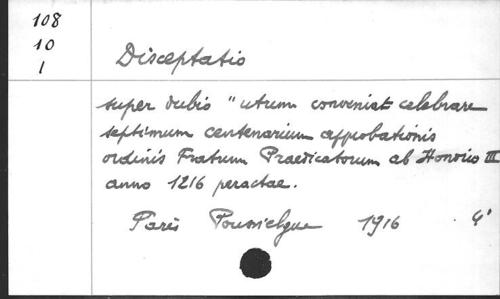 108
10
1
Disceptatio
super dubio "utrum conveniat celebrare
septimum centenarium approbationis
ordinis Fratrum Praedicatorum ab Honorio III
anno 1216 peractae.
Paris Poussielgue 1916 4°